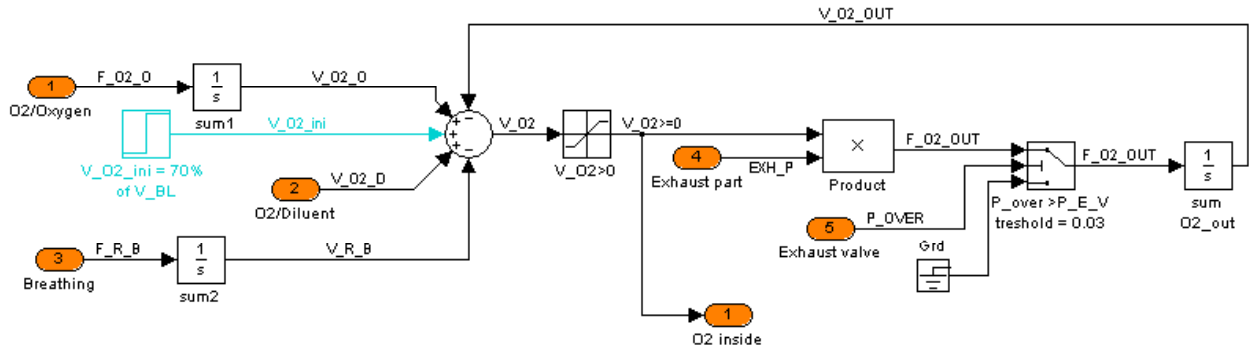 V_O2_OUT
1
F_O2_O
1
s
V_O2_O
O2/Oxygen
sum1
V_O2_ini
V_O2_ini = 70%
of V_BL
+
+
+
−
−
V_O2
V_O2>0
V_O2>=0
2
V_O2_D
O2/Diluent
4
EXH_P
Exhaust part
×
Product
F_O2_OUT
F_O2_OUT
1
s
sum
O2_out
P_over >P_E_V
treshold = 0.03
5
P_OVER
Exhaust valve
Grd
3
F_R_B
Breathing
1
s
sum2
V_R_B
1
O2 inside